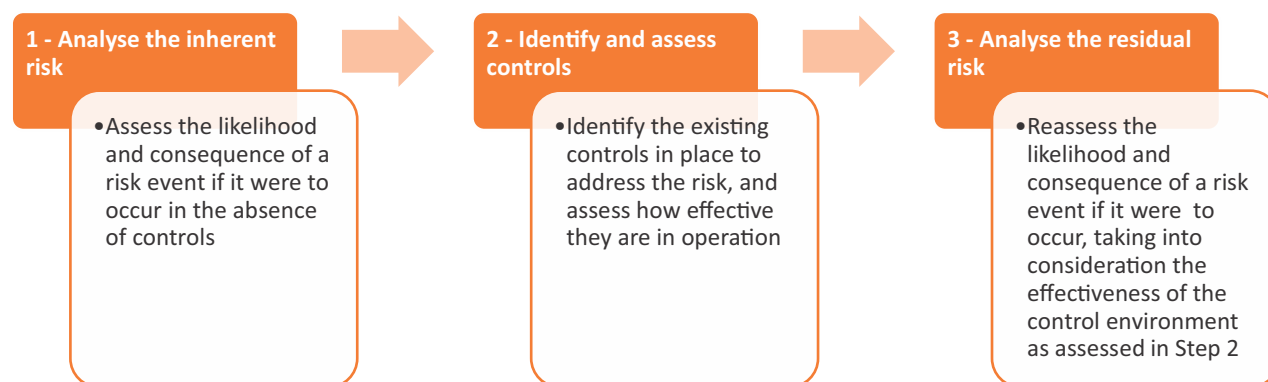 1 - Analyse the inherent
risk
•Assess the likelihood
and consequence of a
risk event if it were to
occur in the absence
of controls
2 - Identify and assess
controls
•Identify the existing
controls in place to
address the risk, and
assess how effective
they are in operation
3 - Analyse the residual
risk
•Reassess the
likelihood and
consequence of a risk
event if it were  to
occur, taking into
consideration the
effectiveness of the
control environment
as assessed in Step 2